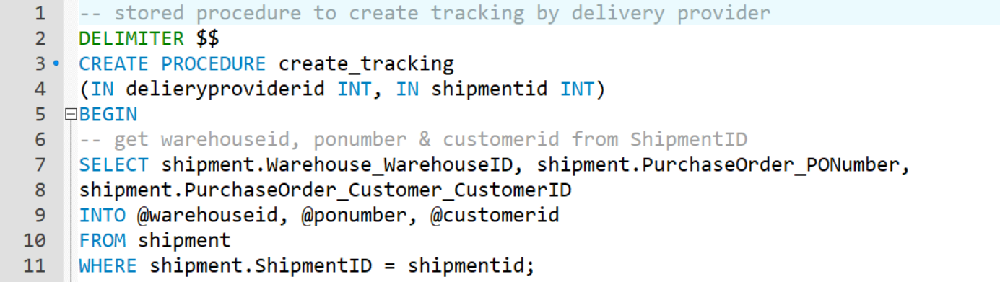 1 -- stored procedure to create tracking by delivery provider
2 DELIMITER $$
3 CREATE PROCEDURE create_tracking
4 (IN delieryproviderid INT, IN shipmentid INT)
5 BEGIN
6 -- get warehouseid, ponumber & customerid from ShipmentID
7 SELECT shipment.Warehouse_WarehouseID, shipment.PurchaseOrder_PONumber,
8 shipment.PurchaseOrder_Customer_CustomerID
9 INTO @warehouseid, @ponumber, @customerid
10 FROM shipment
11 WHERE shipment.ShipmentID = shipmentid;